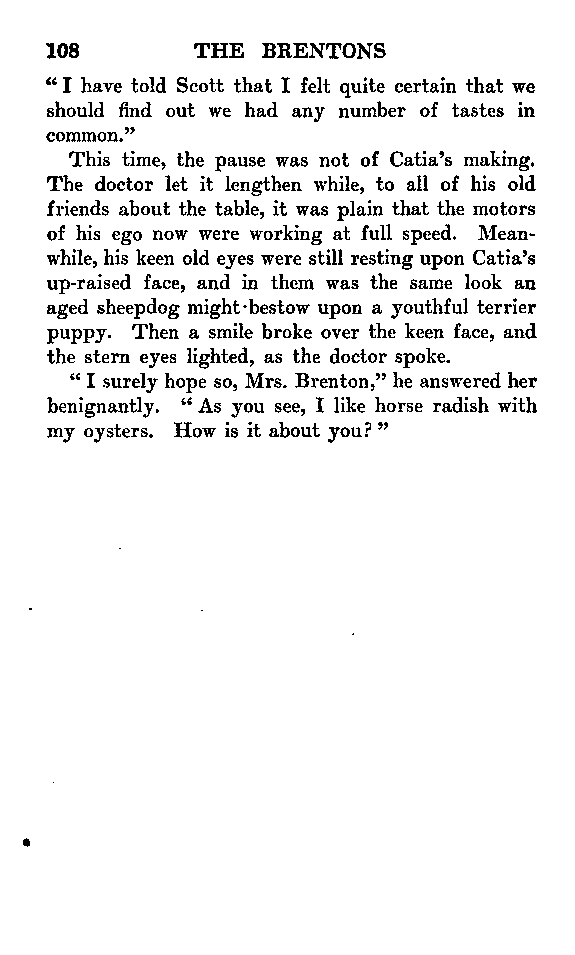 108 THE BRENTONS
“ I have told Scott that I felt quite certain that we
should find out we had any number of tastes in
common.”
This time, the pause was not of Catia’s making.
The doctor let it lengthen while, to all of his old
friends about the table, it was plain that the motors
of his ego now were working at full speed. Mean-
while, his keen old eyes were still resting upon Catia’s
up-raised face, and in them was the same look an
aged sheepdog might bestow upon a youthful terrier
puppy. Then a smile broke over the keen face, and
the stern eyes lighted, as the doctor spoke.
“ I surely hope so, Mrs. Brenton,” he answered her
benignantly. “ As you see, I like horse radish with
my oysters. How is it about you? ”